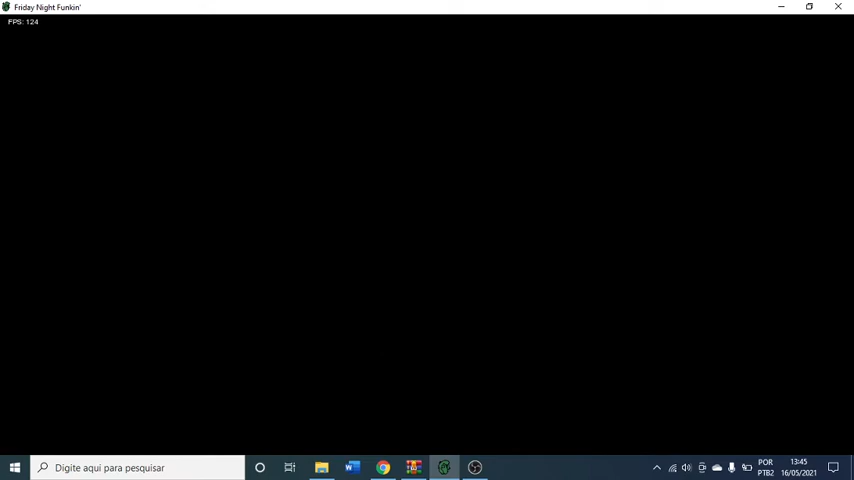 Friday Night Funkin'
FPS: 124
Digite aqui para pesquisar
POR
PTB2
13:45
16/05/2021